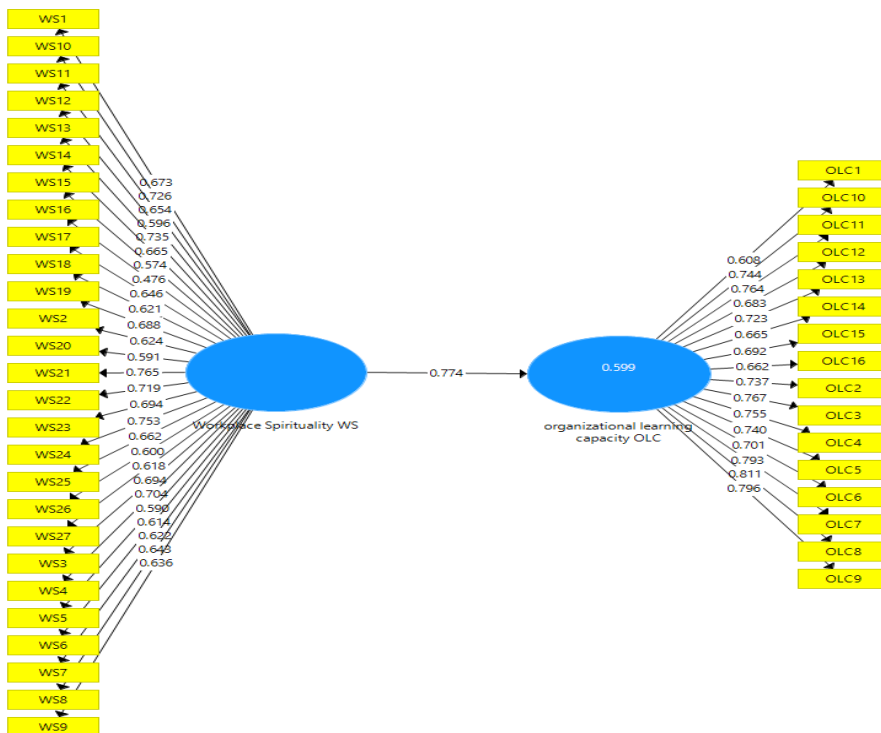 WS1
WS10
WS11
WS12
WS13
WS14
WS15
WS16
WS17
WS18
WS19
WS2
WS20
WS21
WS22
WS23
WS24
WS25
WS26
WS27
WS3
WS4
WS5
WS6
WS7
WS8
WS9
0.673
0.726
0.654
0.596
0.735
0.665
0.574
0.476
0.646
0.621
0.688
0.624
0.591
0.765
0.719
0.694
0.753
0.662
0.600
0.618
0.694
0.704
0.590
0.614
0.622
0.643
0.636
Workplace Spirituality WS
0.774
0.599
organizational learning
capacity OLC
0.608
0.744
0.764
0.683
0.723
0.665
0.692
0.662
0.737
0.767
0.755
0.740
0.701
0.793
0.811
0.796
OLC1
OLC10
OLC11
OLC12
OLC13
OLC14
OLC15
OLC16
OLC2
OLC3
OLC4
OLC5
OLC6
OLC7
OLC8
OLC9